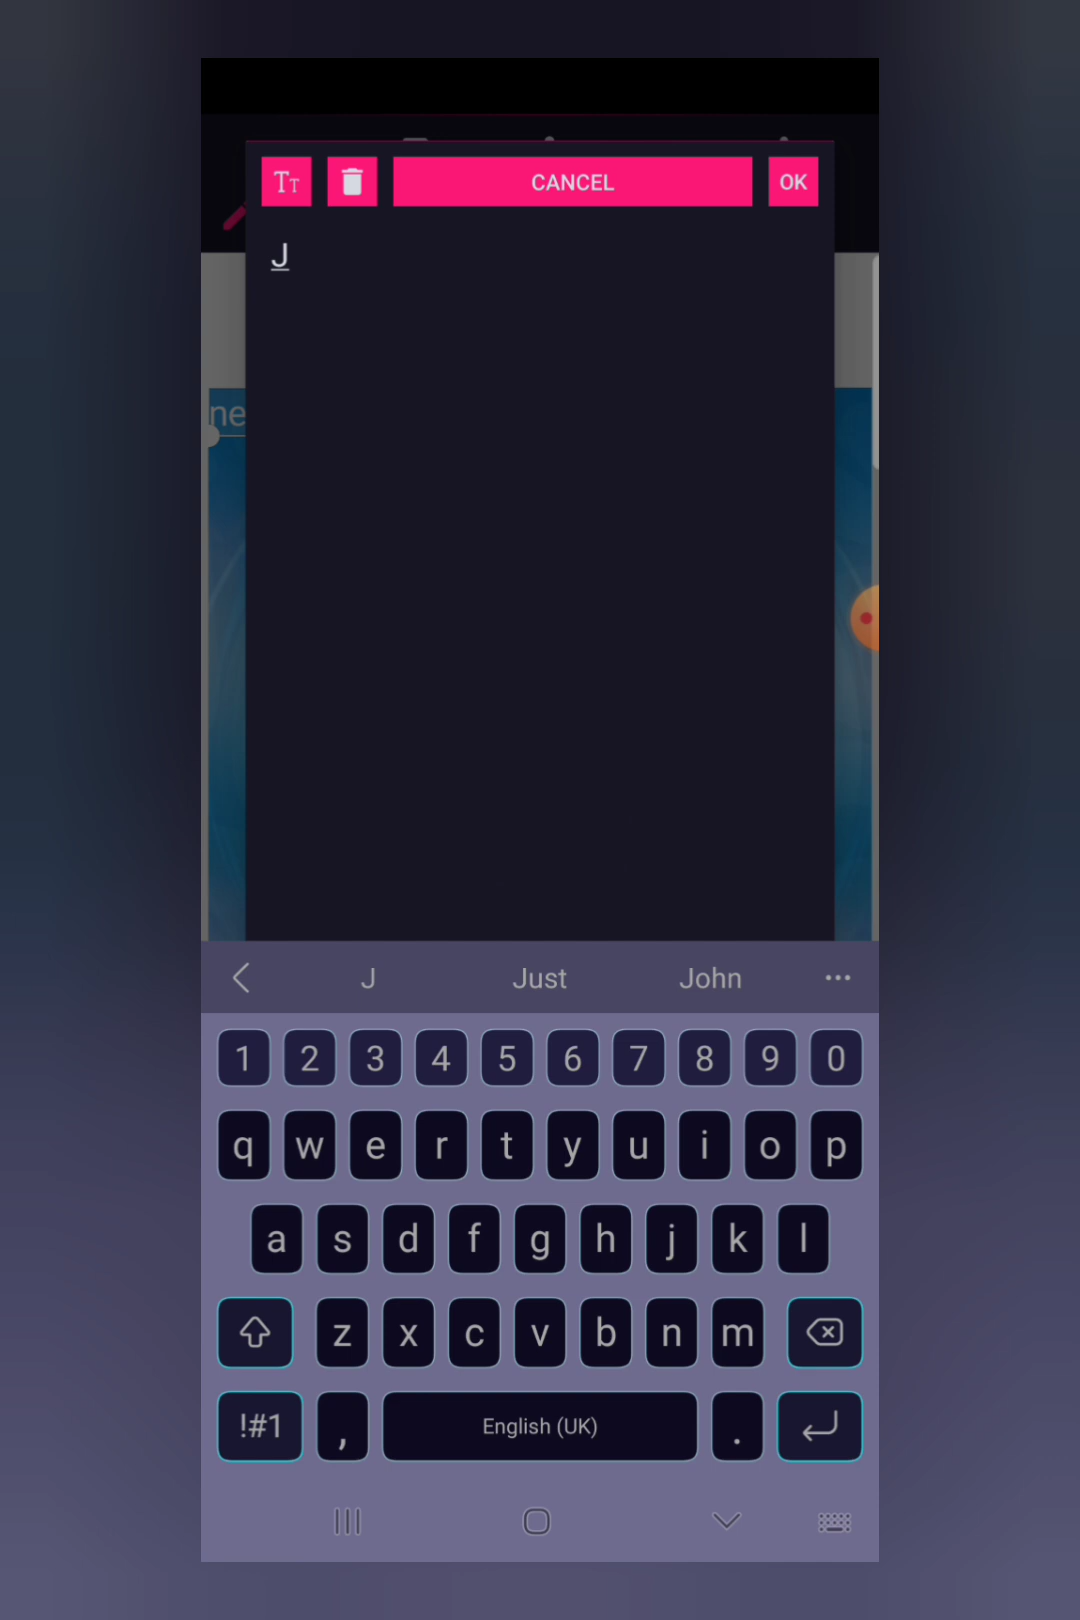 Tт CANCEL OK
J
ne
J Just John ...
1 2 3 4 5 6 7 8 9 0
q w e r t y u i o p
a s d f g h j k l
z x c v b n m
!#1 , English (UK) .